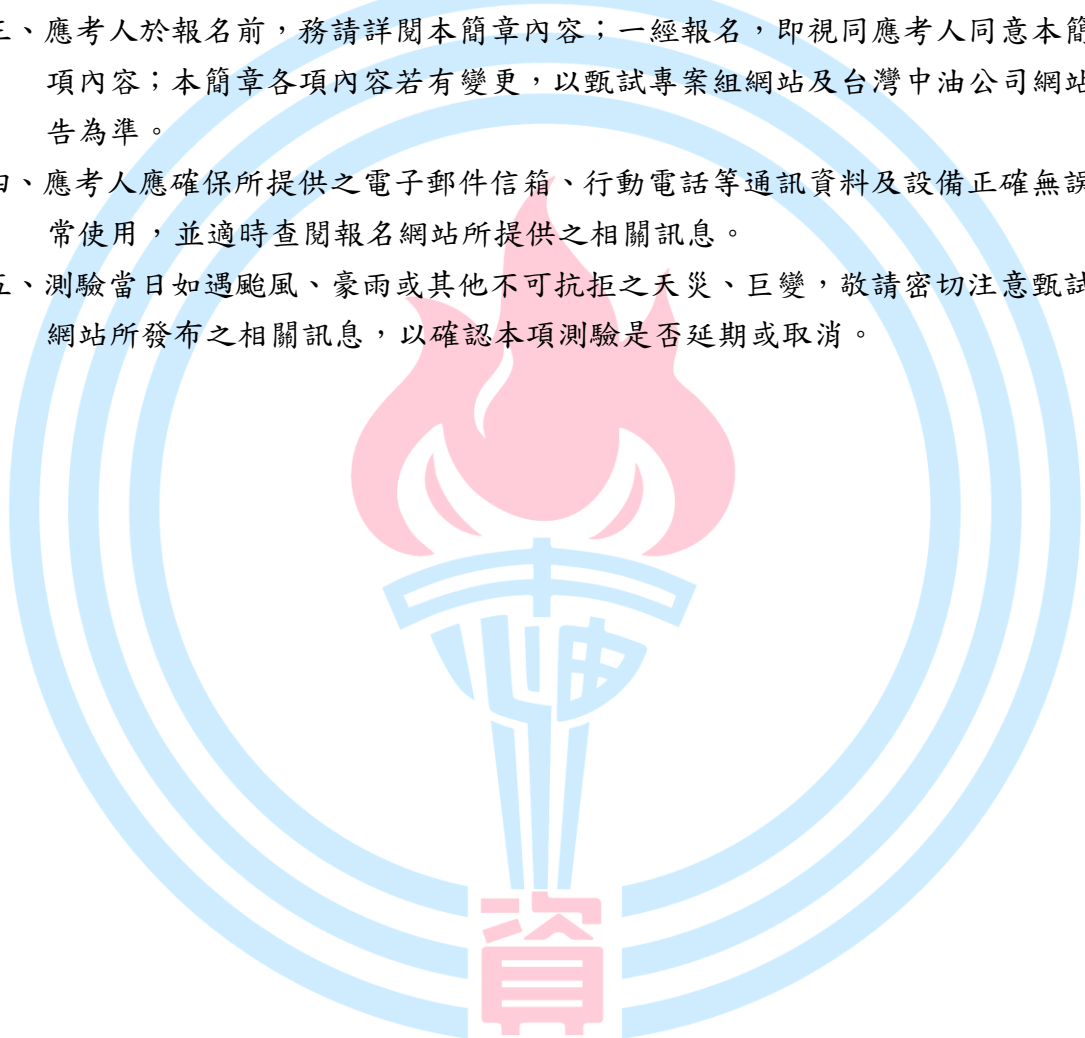 三、應考人於報名前，務請詳閱本簡章內容；一經報名，即視同應考人同意本簡
項內容；本簡章各項內容若有變更，以甄試專案組網站及台灣中油公司網站
告為準。
四、應考人應確保所提供之電子郵件信箱、行動電話等通訊資料及設備正確無誤
常使用，並適時查閱報名網站所提供之相關訊息。
五、測驗當日如遇颱風、豪雨或其他不可抗拒之天災、巨變，敬請密切注意甄試
網站所發布之相關訊息，以確認本項測驗是否延期或取消。
中油
資